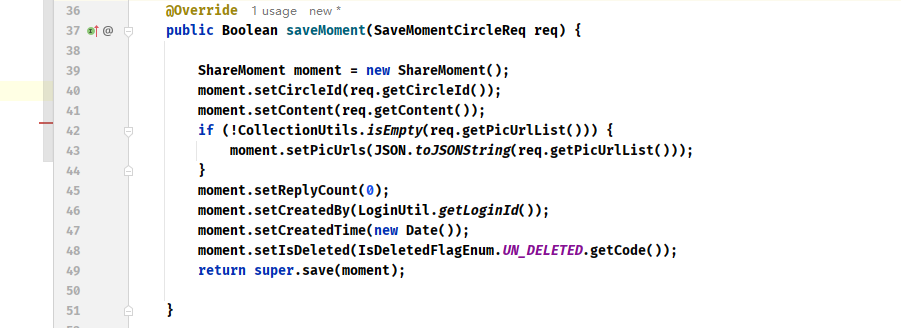 36 @Override 1 usage new *
37 @ public Boolean saveMoment(SaveMomentCircleReq req) {
38
39 ShareMoment moment = new ShareMoment();
40 moment.setCircleId(req.getCircleId());
41 moment.setContent(req.getContent());
42 if (!CollectionUtils.isEmpty(req.getPicUrlList())) {
43 moment.setPicUrls(JSON.toJSONString(req.getPicUrlList()));
44 }
45 moment.setReplyCount(0);
46 moment.setCreatedBy(LoginUtil.getLoginId());
47 moment.setCreatedTime(new Date());
48 moment.setIsDeleted(IsDeletedFlagEnum.UN_DELETED.getCode());
49 return super.save(moment);
50
51 }